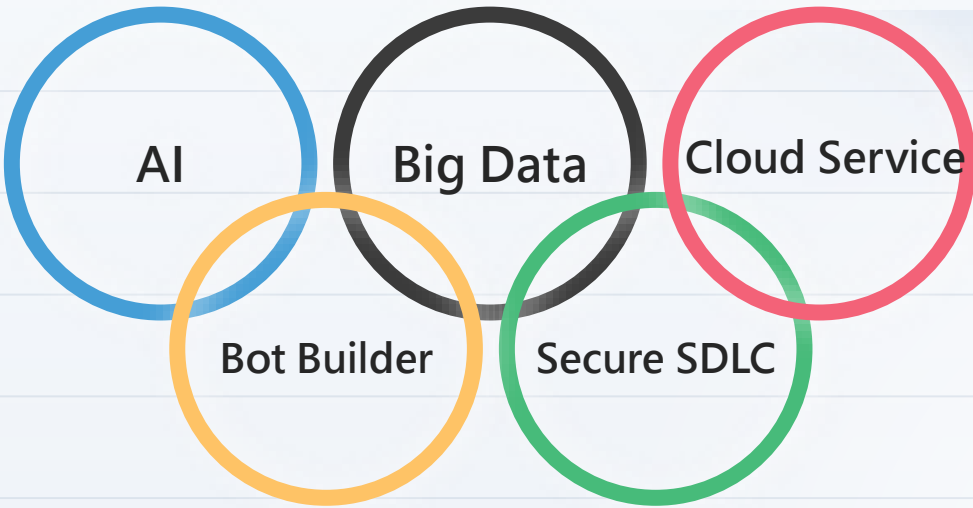 AI
Big Data
Cloud Service
Bot Builder
Secure SDLC